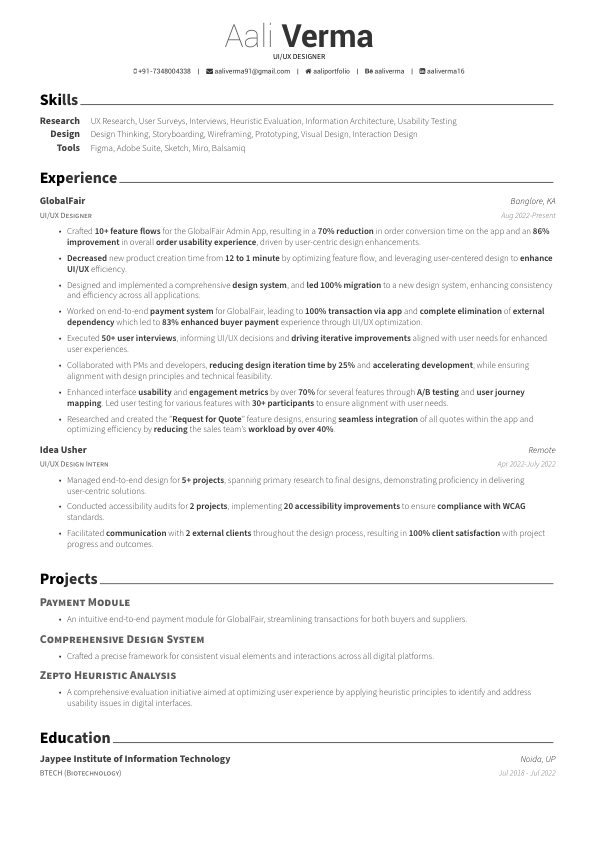 Aali Verma
UI/UX DESIGNER
+91-7348004338 | aaliverma91@gmail.com | aaliportfolio | aaliverma | aaliverma16
Skills
Research UX Research, User Surveys, Interviews, Heuristic Evaluation, Information Architecture, Usability Testing
Design Design Thinking, Storyboarding, Wireframing, Prototyping, Visual Design, Interaction Design
Tools Figma, Adobe Suite, Sketch, Miro, Balsamiq
Experience
GlobalFair Banglore, KA
UI/UX Designer Aug 2022-Present
• Crafted 10+ feature flows for the GlobalFair Admin App, resulting in a 70% reduction in order conversion time on the app and an 86%
improvement in overall order usability experience, driven by user-centric design enhancements.
• Decreased new product creation time from 12 to 1 minute by optimizing feature flow, and leveraging user-centered design to enhance
UI/UX efficiency.
• Designed and implemented a comprehensive design system, and led 100% migration to a new design system, enhancing consistency
and efficiency across all applications.
• Worked on end-to-end payment system for GlobalFair, leading to 100% transaction via app and complete elimination of external
dependency which led to 83% enhanced buyer payment experience through UI/UX optimization.
• Executed 50+ user interviews, informing UI/UX decisions and driving iterative improvements aligned with user needs for enhanced
user experiences.
• Collaborated with PMs and developers, reducing design iteration time by 25% and accelerating development, while ensuring
alignment with design principles and technical feasibility.
• Enhanced interface usability and engagement metrics by over 70% for several features through A/B testing and user journey
mapping. Led user testing for various features with 30+ participants to ensure alignment with user needs.
• Researched and created the "Request for Quote" feature designs, ensuring seamless integration of all quotes within the app and
optimizing efficiency by reducing the sales team's workload by over 40%.
Idea Usher Remote
UI/UX Design Intern Apr 2022-July 2022
• Managed end-to-end design for 5+ projects, spanning primary research to final designs, demonstrating proficiency in delivering
user-centric solutions.
• Conducted accessibility audits for 2 projects, implementing 20 accessibility improvements to ensure compliance with WCAG
standards.
• Facilitated communication with 2 external clients throughout the design process, resulting in 100% client satisfaction with project
progress and outcomes.
Projects
Payment Module
• An intuitive end-to-end payment module for GlobalFair, streamlining transactions for both buyers and suppliers.
Comprehensive Design System
• Crafted a precise framework for consistent visual elements and interactions across all digital platforms.
Zepto Heuristic Analysis
• A comprehensive evaluation initiative aimed at optimizing user experience by applying heuristic principles to identify and address
usability issues in digital interfaces.
Education
Jaypee Institute of Information Technology Noida, UP
BTECH (Biotechnology) Jul 2018 - Jul 2022